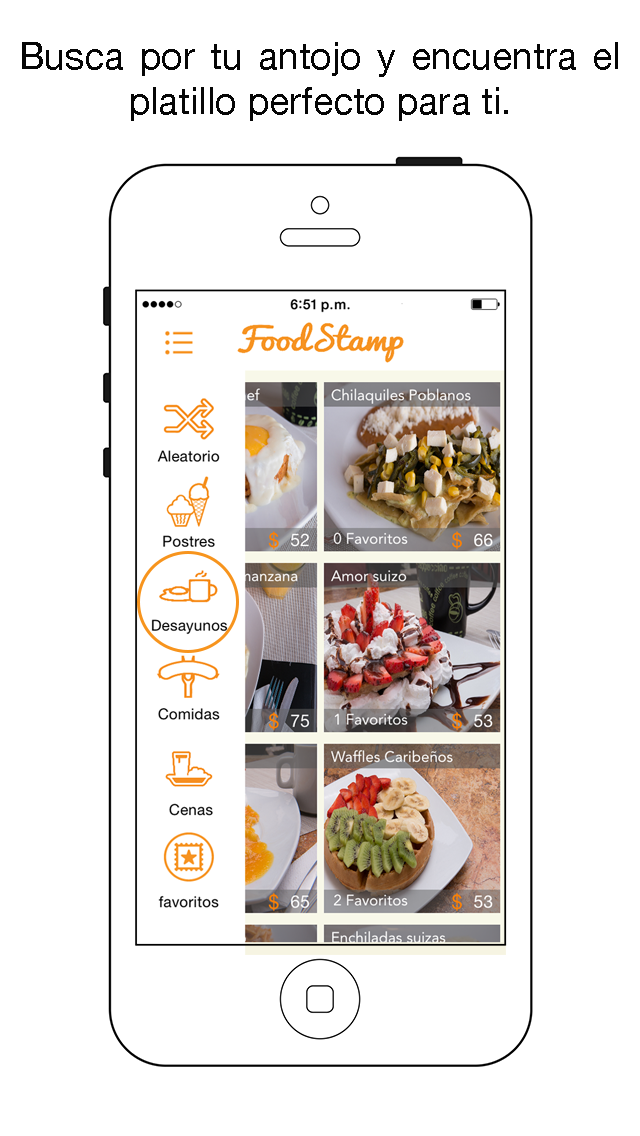 Busca por tu antojo y encuentra el
platillo perfecto para ti.
6:51 p.m.
FoodStamp
Aleatorio
Postres
Desayunos
Comidas
Cenas
favoritos
ef
$ 52
Chilaquiles Poblanos
0 Favoritos $ 66
manzana
$ 75
Amor suizo
1 Favoritos $ 53
$ 65
Waffles Caribeños
2 Favoritos $ 53
Enchiladas suizas